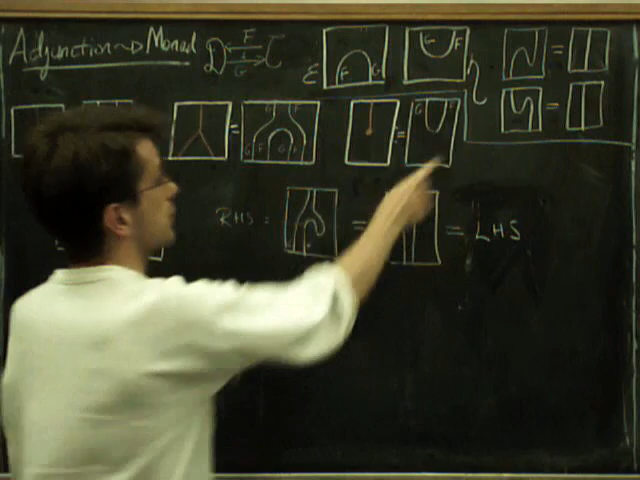 Adjunction ~> Monad D F C G
ε F G G F η
= =
= G F G F G F = G F
RHS = = = LHS
=